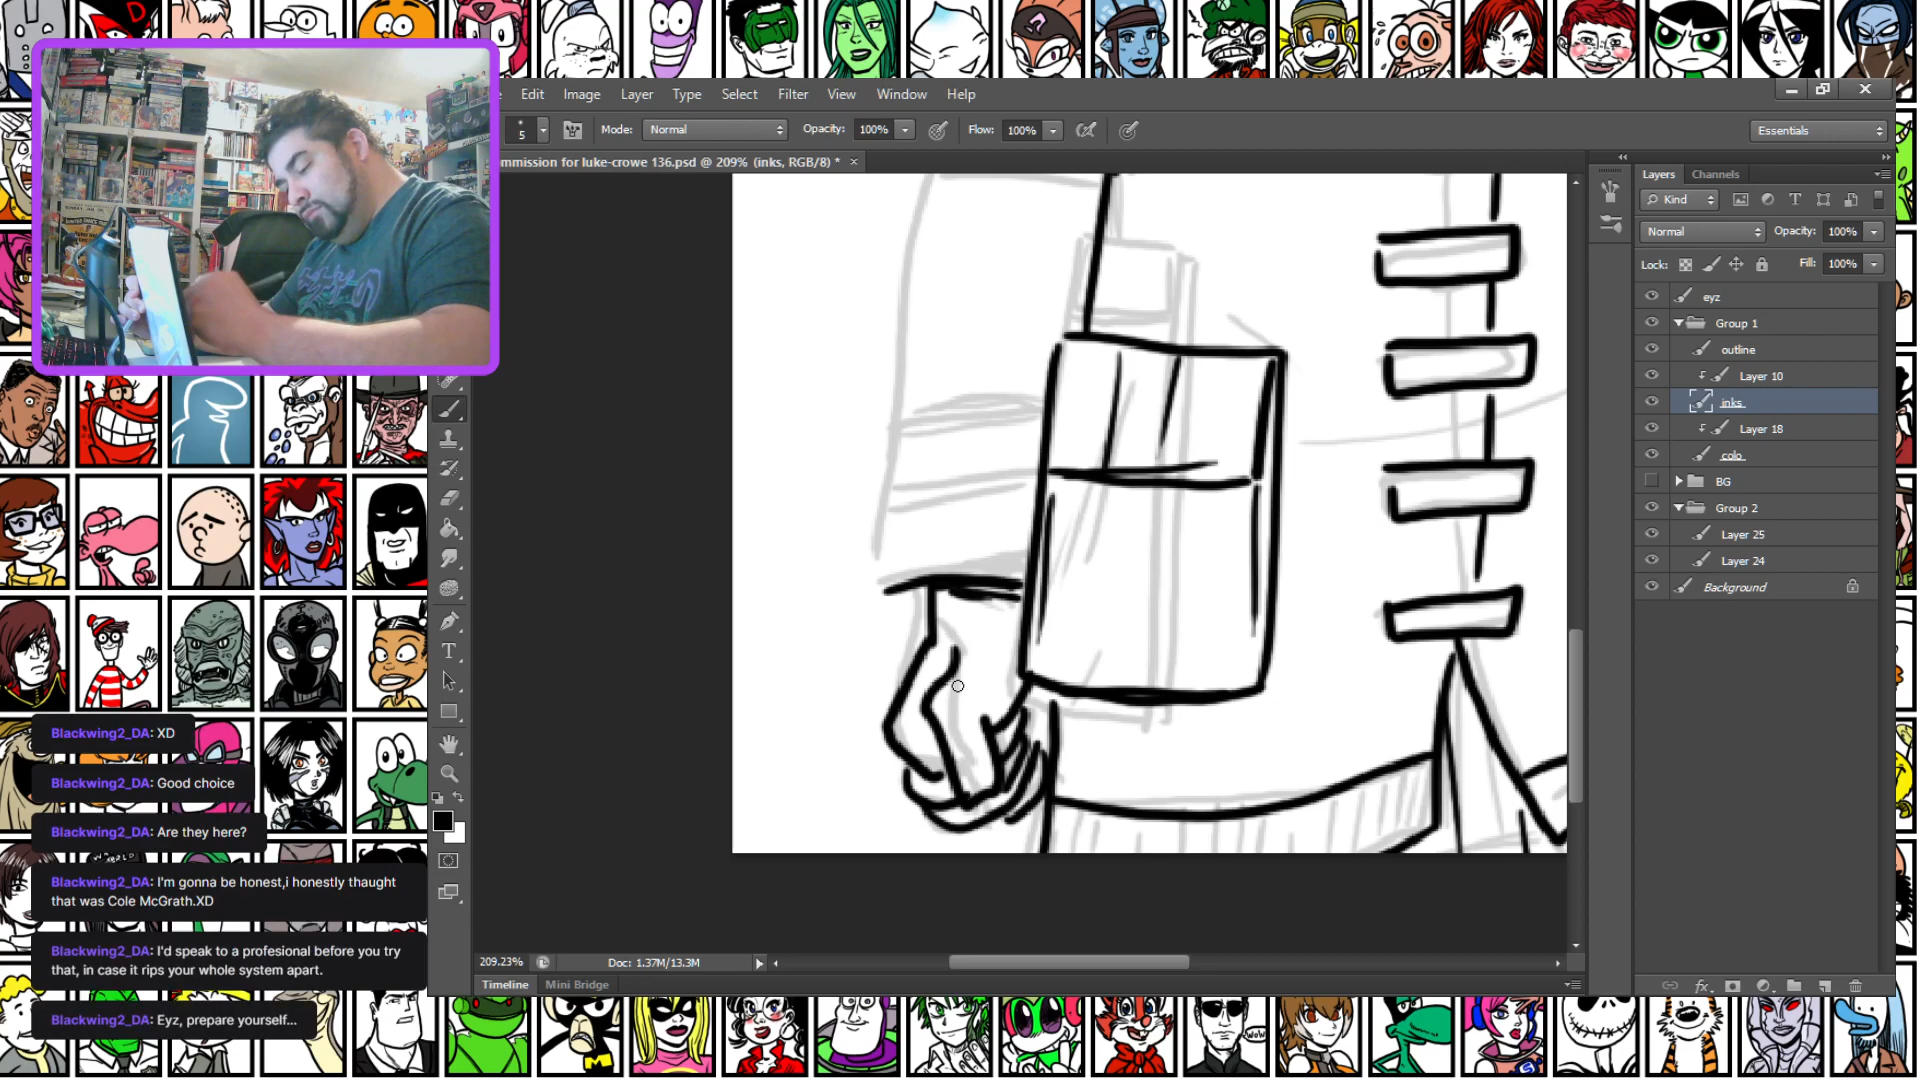 Edit Image Layer Type Select Filter View Window Help
5 Mode: Normal Opacity: 100% Flow: 100% Essentials
mmission for luke-crowe 136.psd @ 209% (inks, RGB/8) *
Layers Channels
Kind
Normal Opacity: 100%
Lock: Fill: 100%
eyz
Group 1
outline
Layer 10
inks
Layer 18
colo
BG
Group 2
Layer 25
Layer 24
Background
Blackwing2_DA: XD
Blackwing2_DA: Good choice
Blackwing2_DA: Are they here?
Blackwing2_DA: I'm gonna be honest,i honestly thaught
that was Cole McGrath.XD
Blackwing2_DA: I'd speak to a profesional before you try
that, in case it rips your whole system apart.
Blackwing2_DA: Eyz, prepare yourself...
209.23% Doc: 1.37M/13.3M
Timeline Mini Bridge
WOW